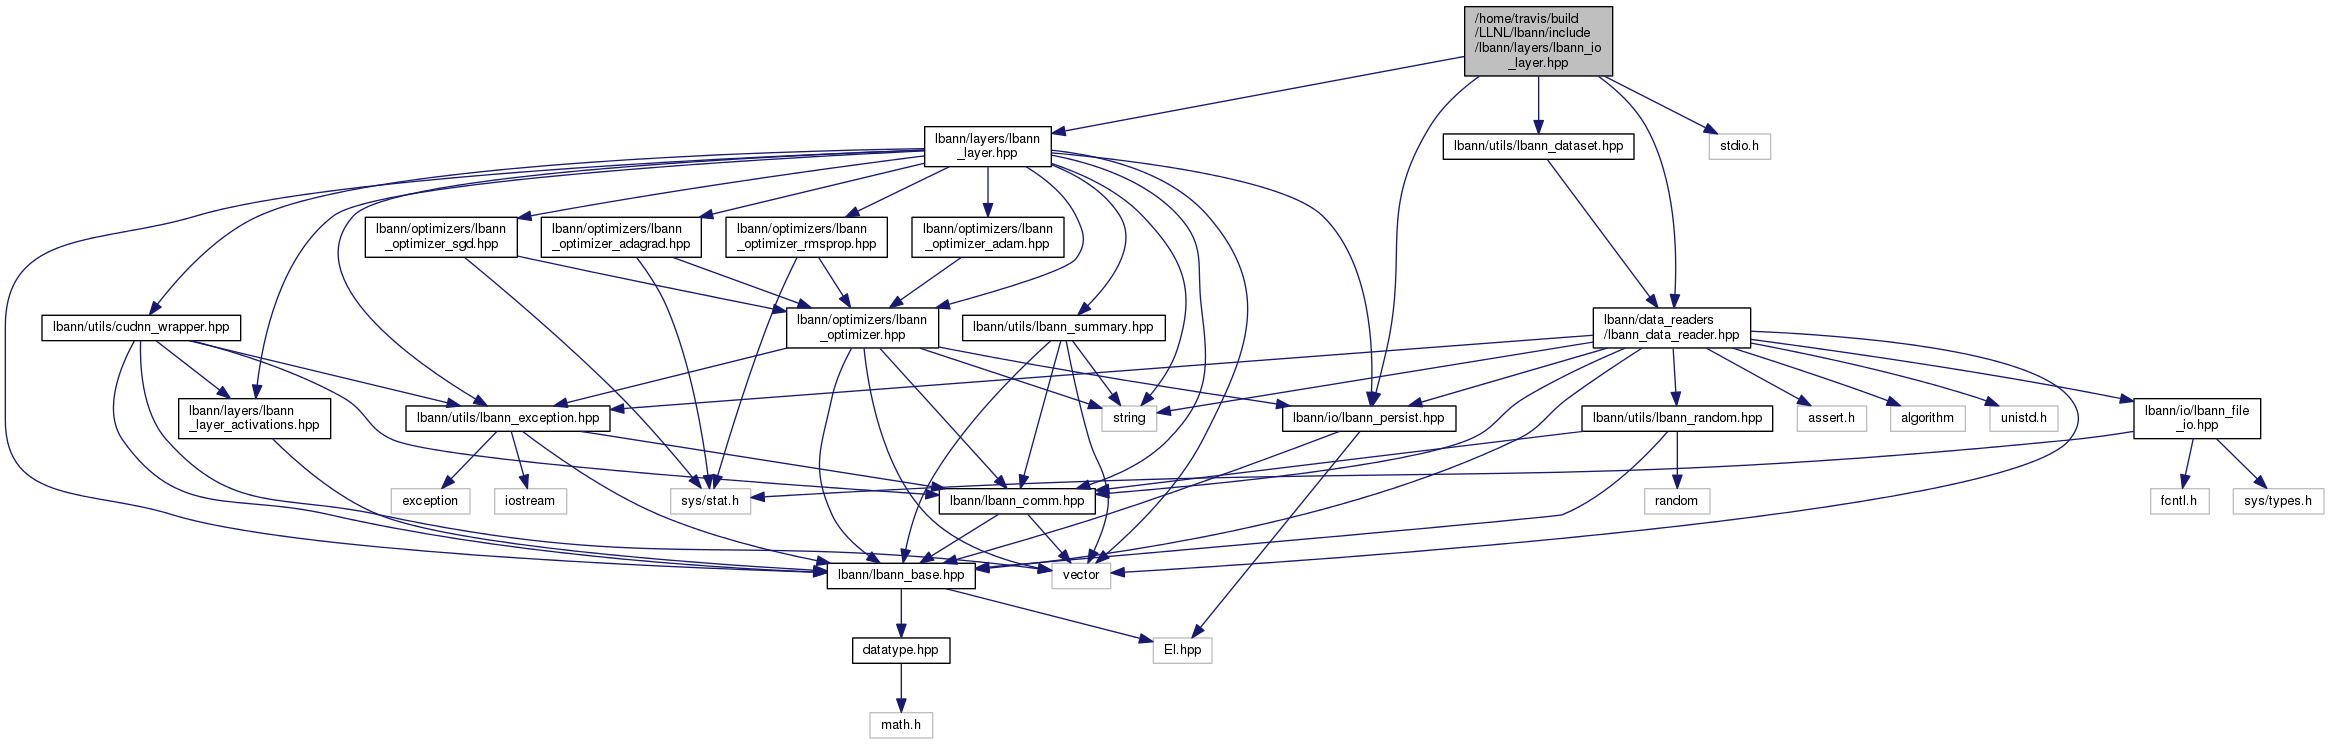 /home/travis/build
/LLNL/lbann/include
/lbann/layers/lbann_io
_layer.hpp
lbann/layers/lbann
_layer.hpp
lbann/utils/lbann_dataset.hpp
stdio.h
lbann/optimizers/lbann
_optimizer_sgd.hpp
lbann/optimizers/lbann
_optimizer_adagrad.hpp
lbann/optimizers/lbann
_optimizer_rmsprop.hpp
lbann/optimizers/lbann
_optimizer_adam.hpp
lbann/utils/cudnn_wrapper.hpp
lbann/optimizers/lbann
_optimizer.hpp
lbann/utils/lbann_summary.hpp
lbann/data_readers
/lbann_data_reader.hpp
lbann/layers/lbann
_layer_activations.hpp
lbann/utils/lbann_exception.hpp
string
lbann/io/lbann_persist.hpp
lbann/utils/lbann_random.hpp
assert.h
algorithm
unistd.h
lbann/io/lbann_file
_io.hpp
exception
iostream
sys/stat.h
lbann/lbann_comm.hpp
random
fcntl.h
sys/types.h
lbann/lbann_base.hpp
vector
datatype.hpp
El.hpp
math.h